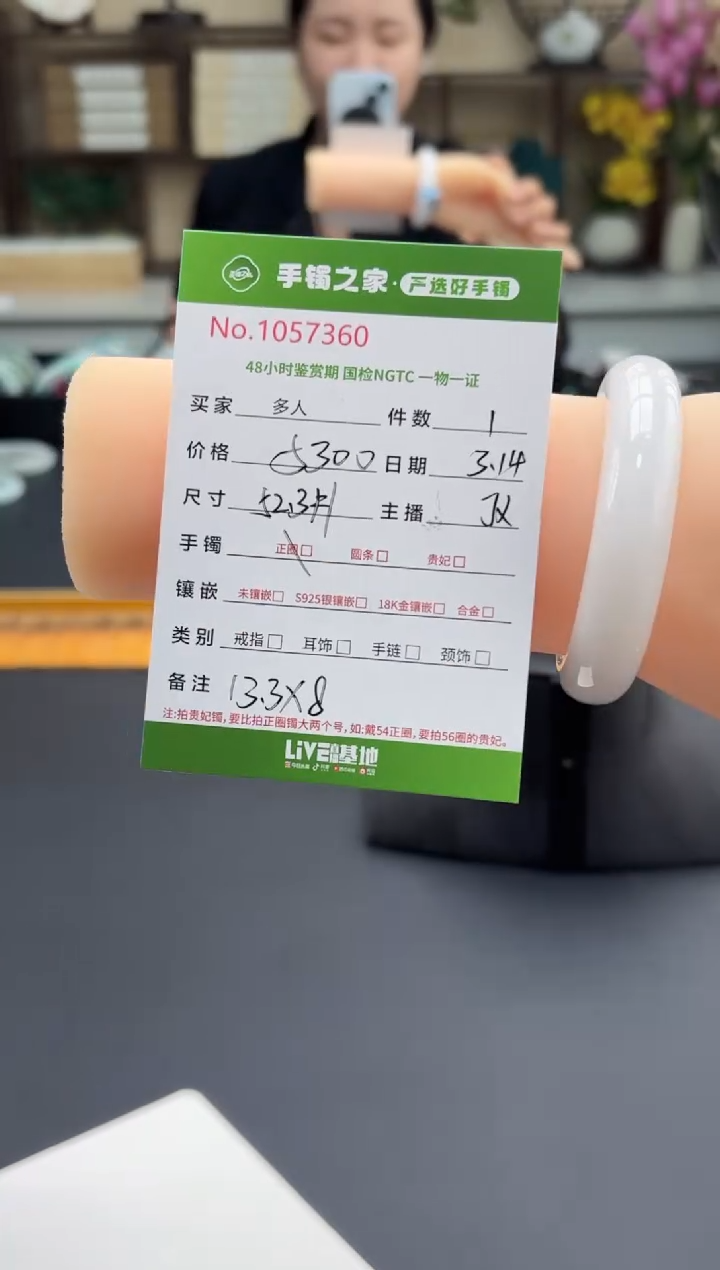 手镯之家·严选好手镯
No.1057360
48小时鉴赏期 国检NGTC 一物一证
买家 多人 件数 1
价格 5300 日期 3.14
尺寸 52.3 主播
手镯 正圈□ 圆条□ 贵妃□
镶嵌 未镶嵌□ S925银镶嵌□ 18K金镶嵌□ 合金□
类别 戒指□ 耳饰□ 手链□ 颈饰□
备注 13.3X8
注:拍贵妃镯,要比拍正圈镯大两个号,如:戴54正圈,要拍56圈的贵妃。
LIVE 基地